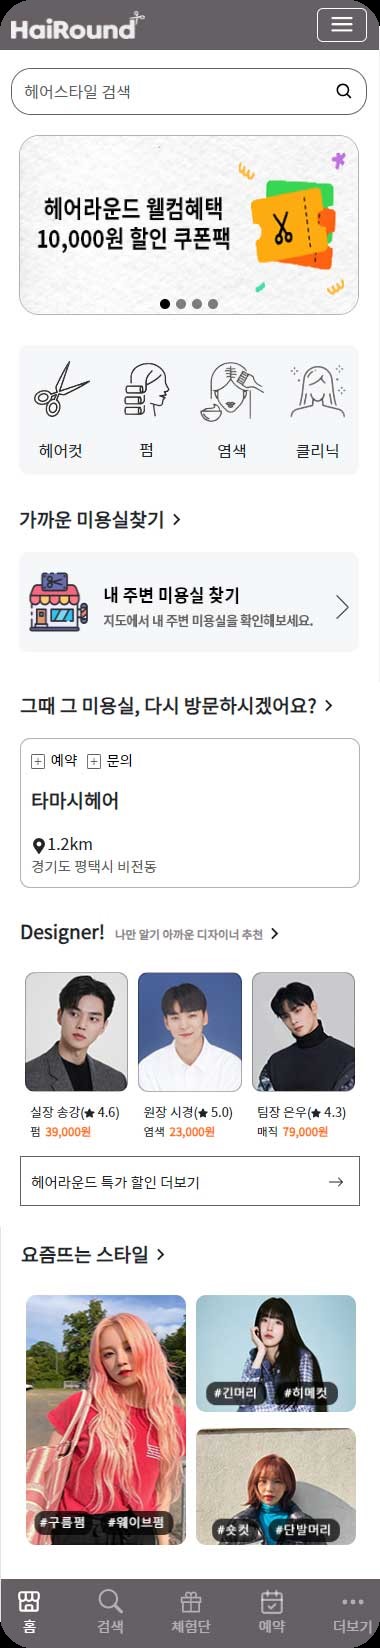 HaiRound
헤어스타일 검색
헤어라운드 웰컴혜택
10,000원 할인 쿠폰팩
헤어컷 펌 염색 클리닉
가까운 미용실찾기
내 주변 미용실 찾기
지도에서 내 주변 미용실을 확인해보세요.
그때 그 미용실, 다시 방문하시겠어요?
예약 문의
타마시헤어
1.2km
경기도 평택시 비전동
Designer! 나만 알기 아까운 디자이너 추천
실장 송강(★ 4.6)
펌 39,000원
원장 시경(★ 5.0)
염색 23,000원
팀장 은우(★ 4.3)
매직 79,000원
헤어라운드 특가 할인 더보기 →
요즘뜨는 스타일
#긴머리 #히메컷
#구름펌 #웨이브펌
#숏컷 #단발머리
홈 검색 체험단 예약 더보기